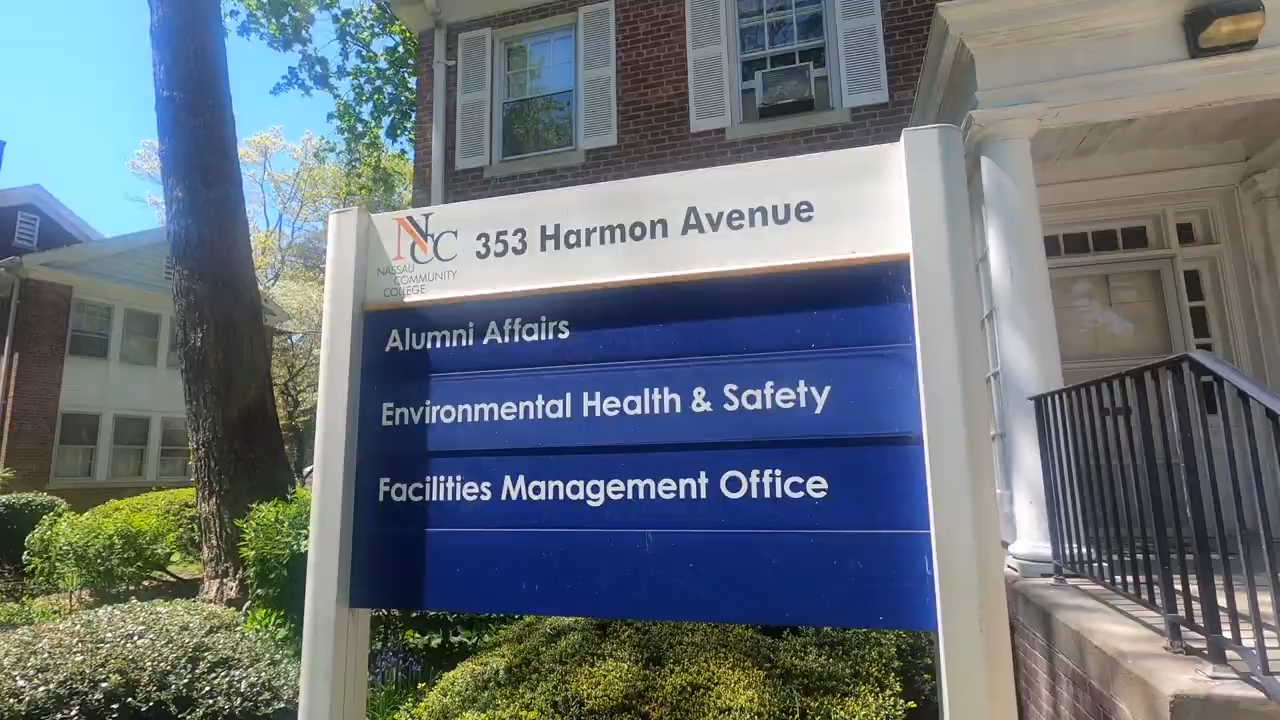 NCC
NASSAU
COMMUNITY
COLLEGE
353 Harmon Avenue
Alumni Affairs
Environmental Health & Safety
Facilities Management Office